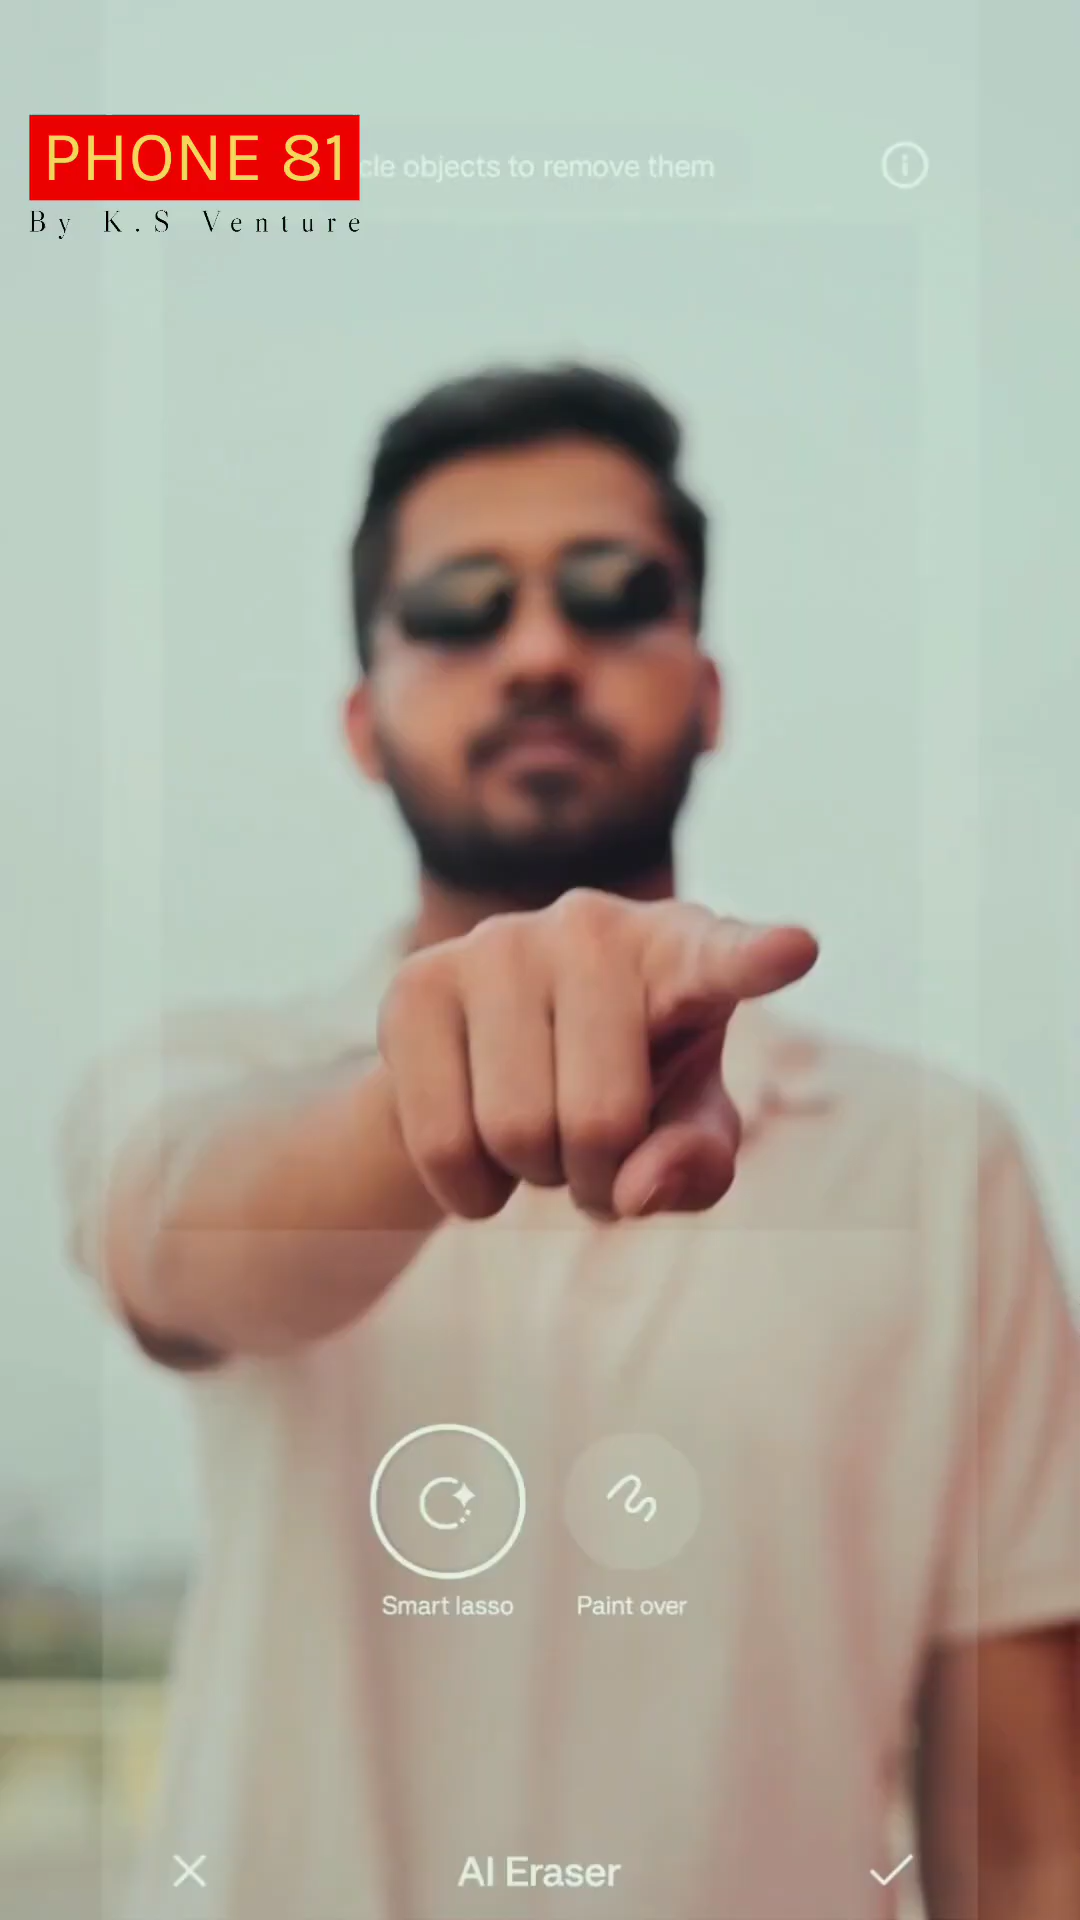 PHONE 81
cle objects to remove them
By K.S Venture
Smart lasso
Paint over
AI Eraser